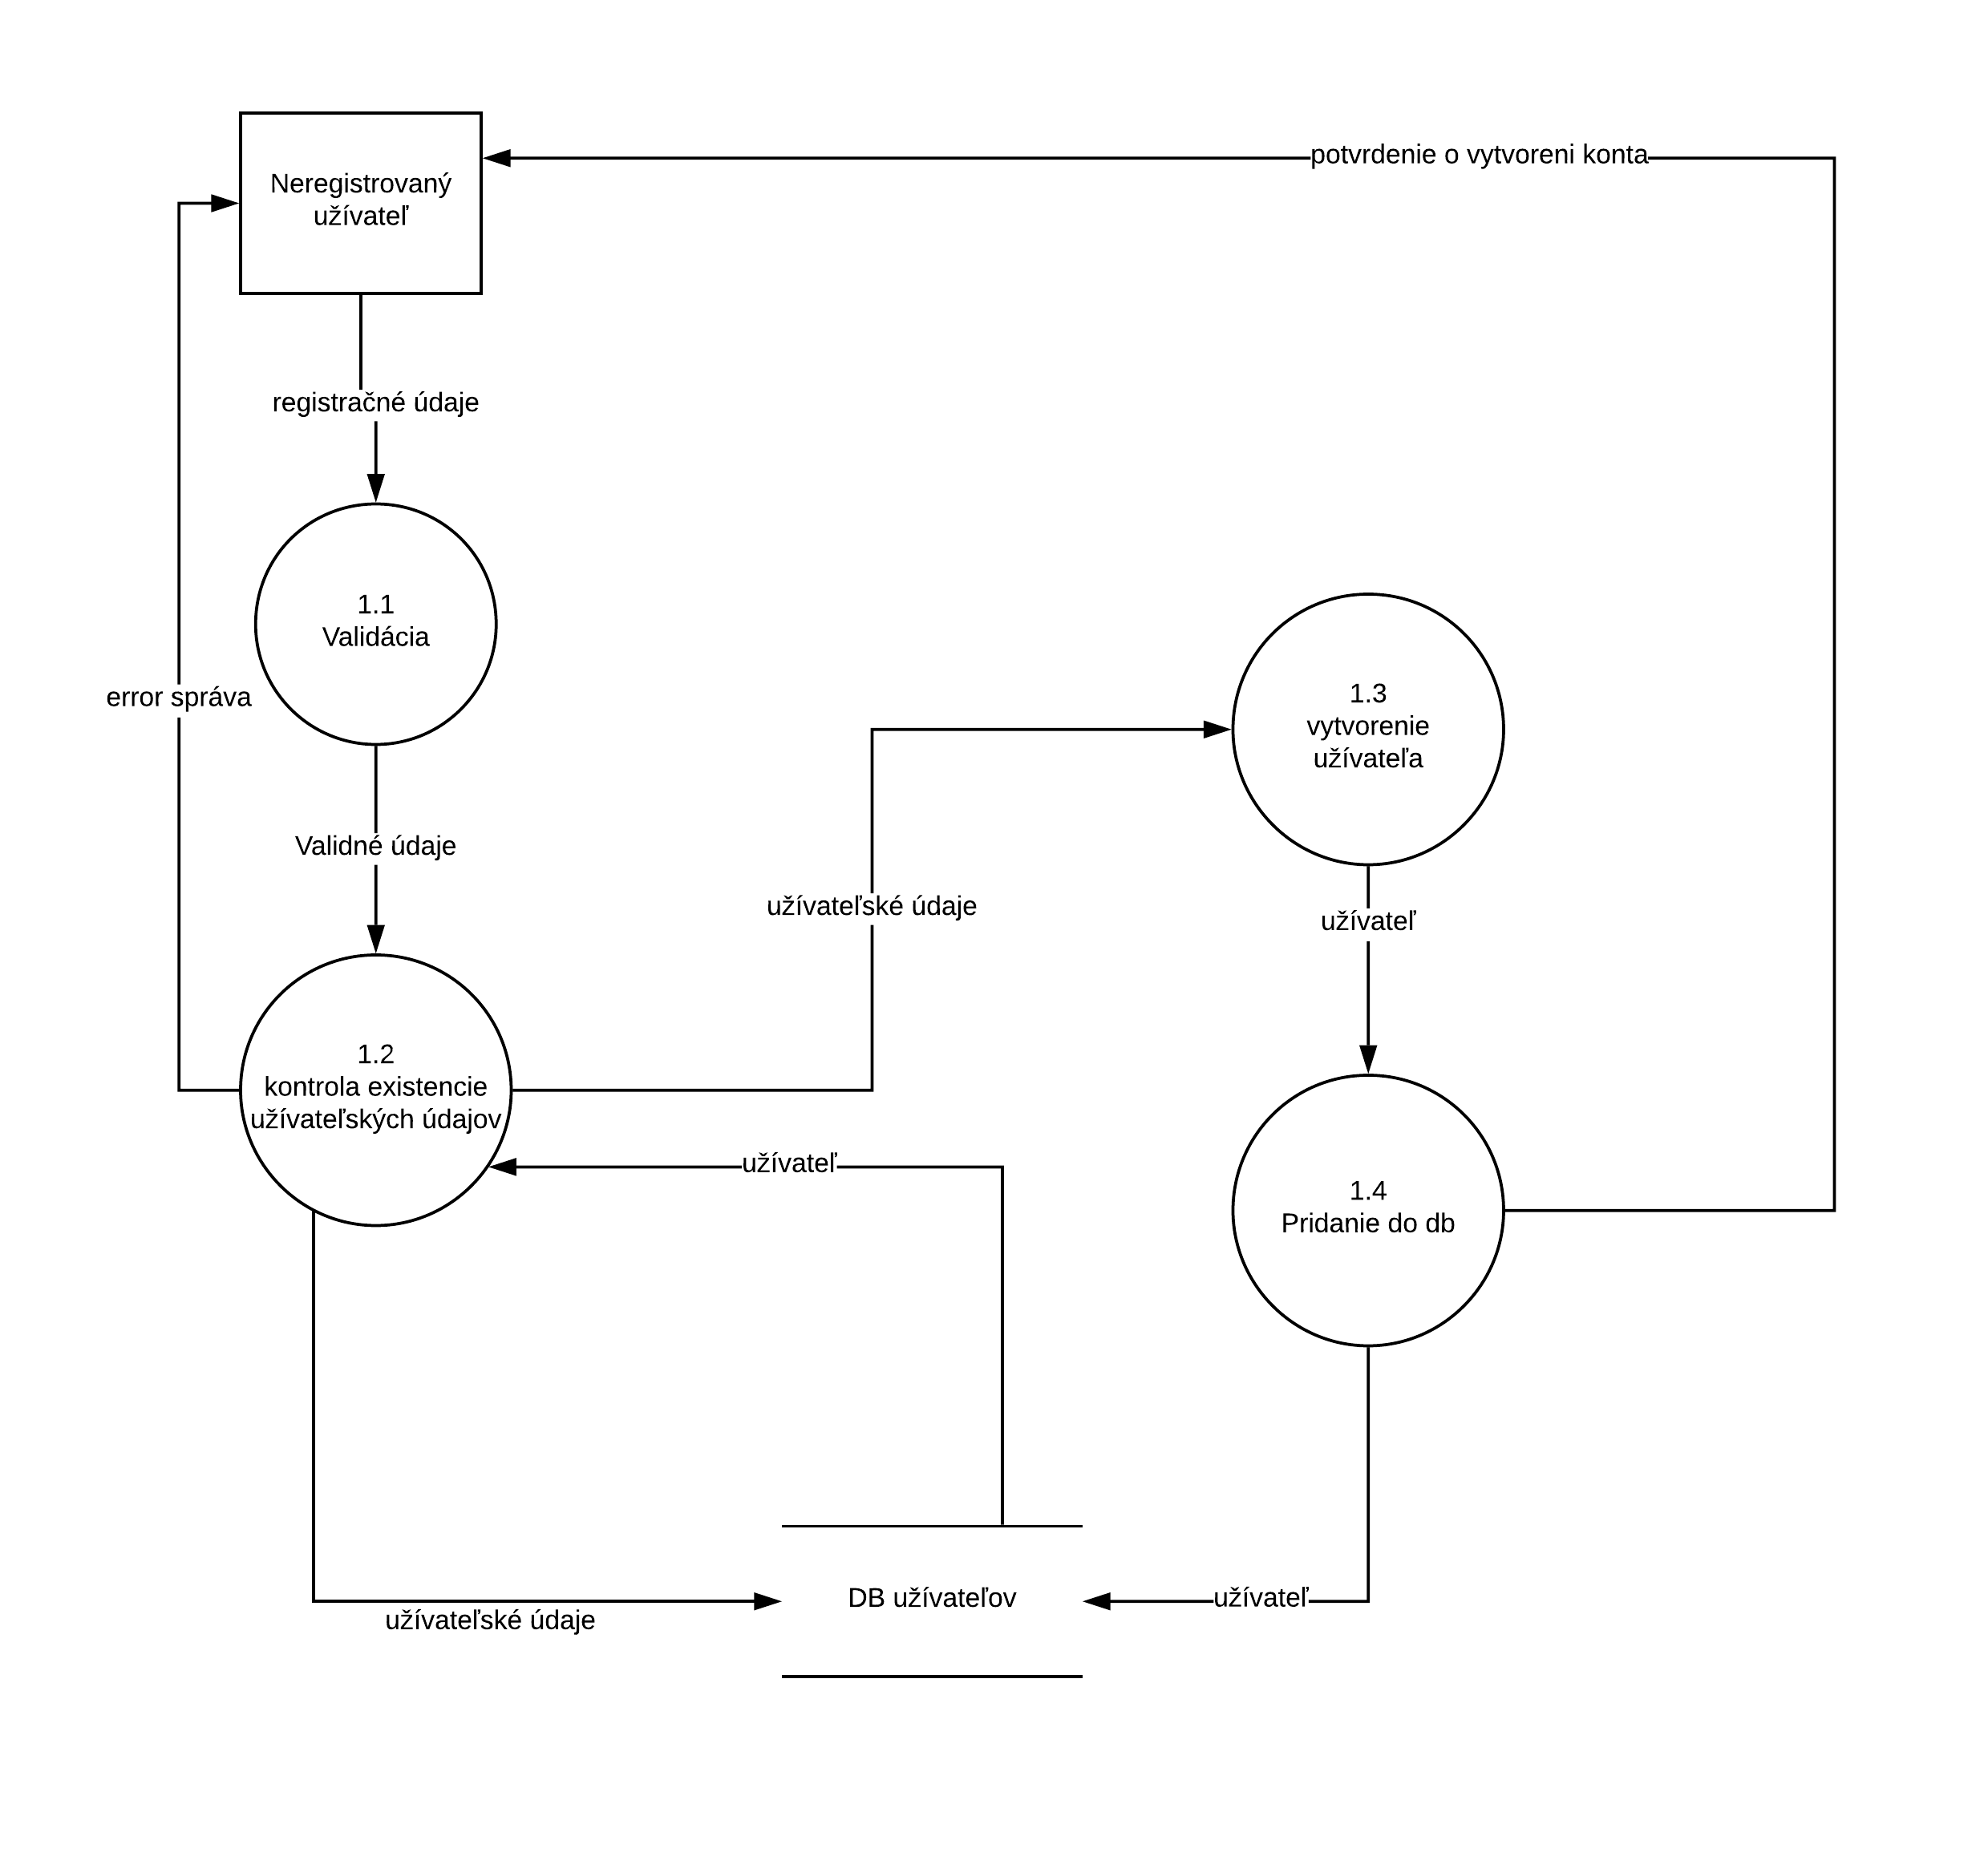 potvrdenie o vytvoreni konta
Neregistrovaný
užívateľ
registračné údaje
1.1
Validácia
error správa
1.3
vytvorenie
užívateľa
Validné údaje
užívateľské údaje
užívateľ
1.2
kontrola existencie
užívateľských údajov
užívateľ
1.4
Pridanie do db
DB užívateľov
užívateľ
užívateľské údaje